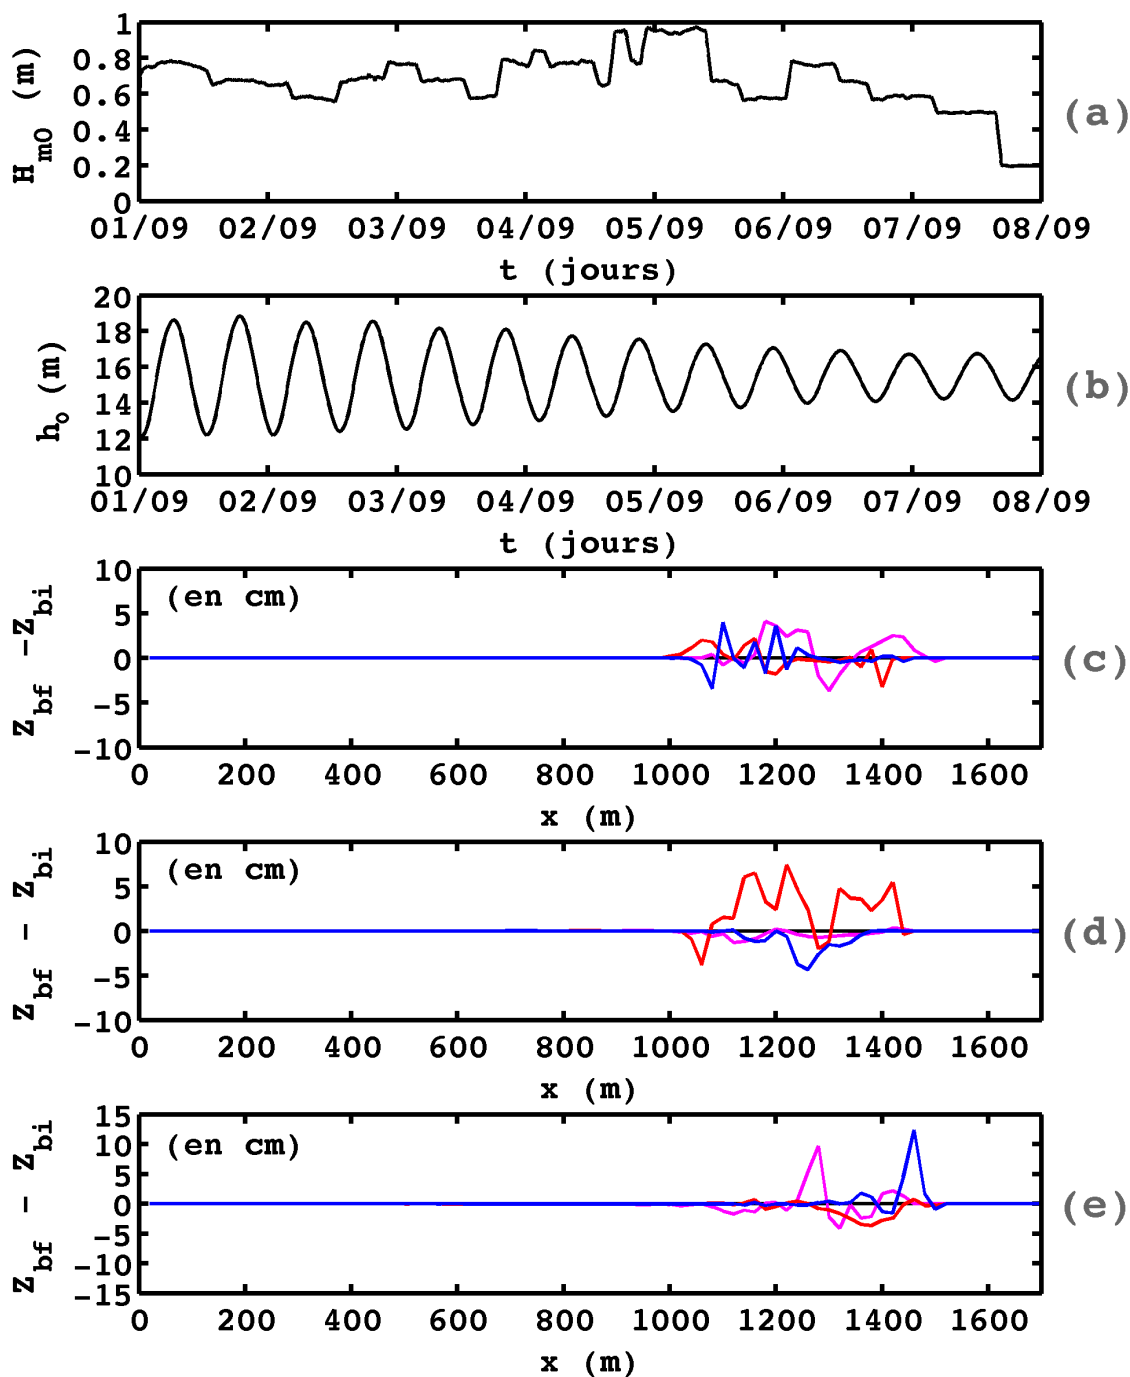 1
0.8
0.6
0.4
0.2
0
H_m0 (m)
01/09 02/09 03/09 04/09 05/09 06/09 07/09 08/09
t (jours)
(a)
20
18
16
14
12
10
h_o (m)
01/09 02/09 03/09 04/09 05/09 06/09 07/09 08/09
t (jours)
(b)
10
5
0
−5
−10
Z_bf −Z_bi
(en cm)
0 200 400 600 800 1000 1200 1400 1600
x (m)
(c)
10
5
0
−5
−10
Z_bf − Z_bi
(en cm)
0 200 400 600 800 1000 1200 1400 1600
x (m)
(d)
15
10
5
0
−5
−10
−15
Z_bf − Z_bi
(en cm)
0 200 400 600 800 1000 1200 1400 1600
x (m)
(e)